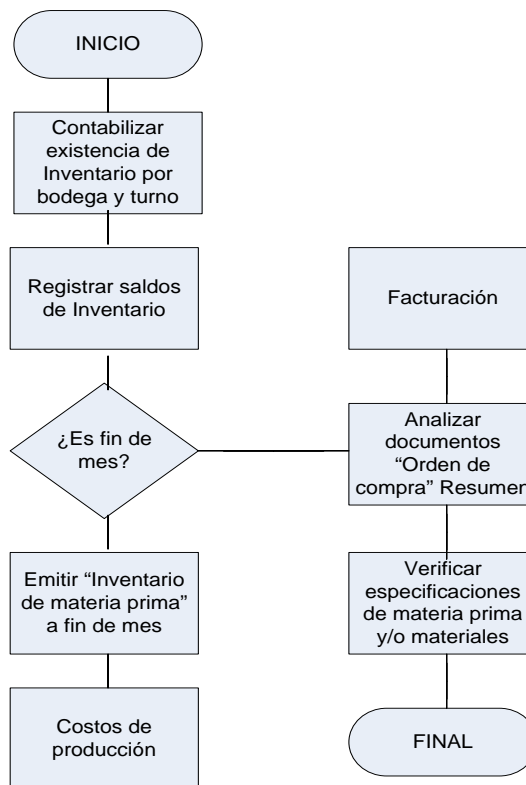 INICIO
Contabilizar
existencia de
Inventario por
bodega y turno
Registrar saldos
de Inventario
¿Es fin de
mes?
Emitir “Inventario
de materia prima”
a fin de mes
Costos de
producción
Facturación
Analizar
documentos
“Orden de
compra” Resumen
Verificar
especificaciones
de materia prima
y/o materiales
FINAL